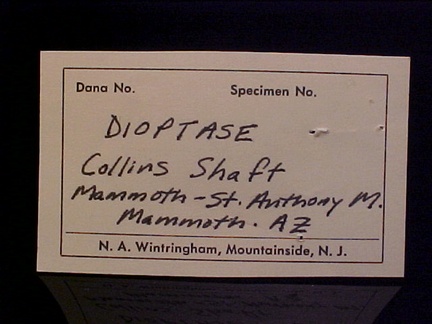 Dana No. Specimen No.
DIOPTASE
Collins Shaft
Mammoth-St. Anthony M.
Mammoth. AZ
N. A. Wintringham, Mountainside, N. J.